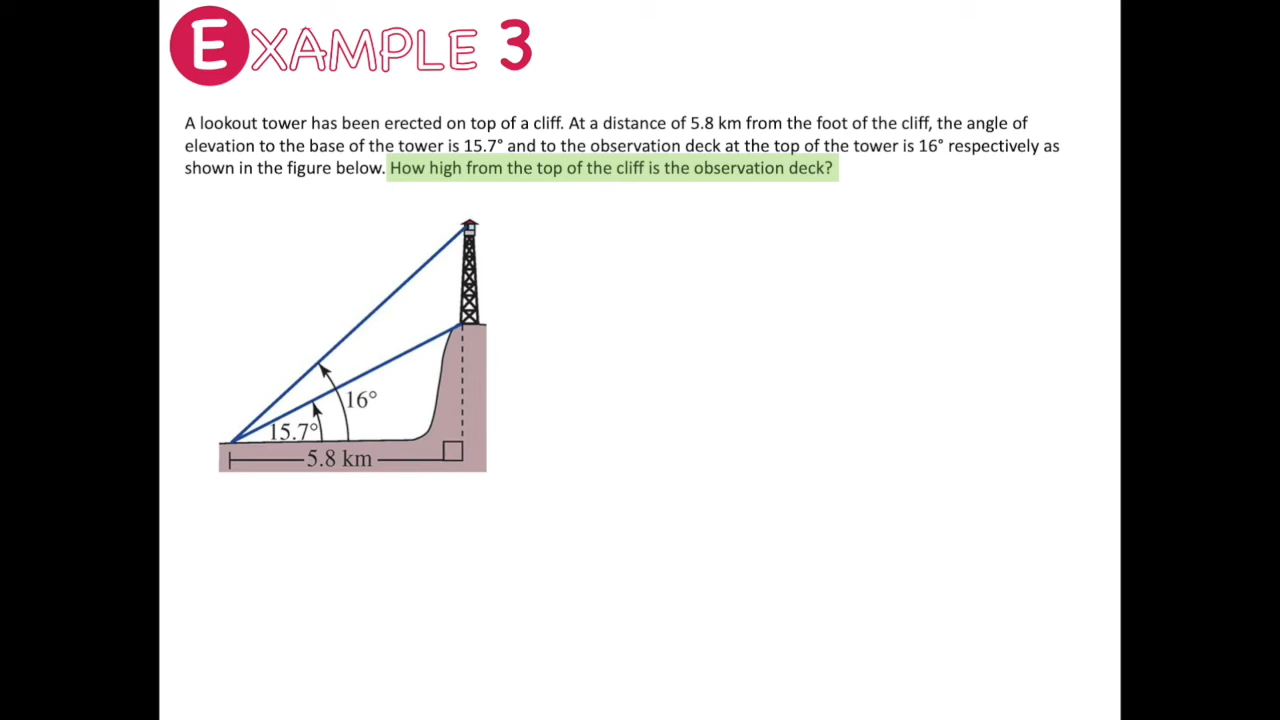 EXAMPLE 3
A lookout tower has been erected on top of a cliff. At a distance of 5.8 km from the foot of the cliff, the angle of
elevation to the base of the tower is 15.7° and to the observation deck at the top of the tower is 16° respectively as
shown in the figure below. How high from the top of the cliff is the observation deck?
16°
15.7°
5.8 km